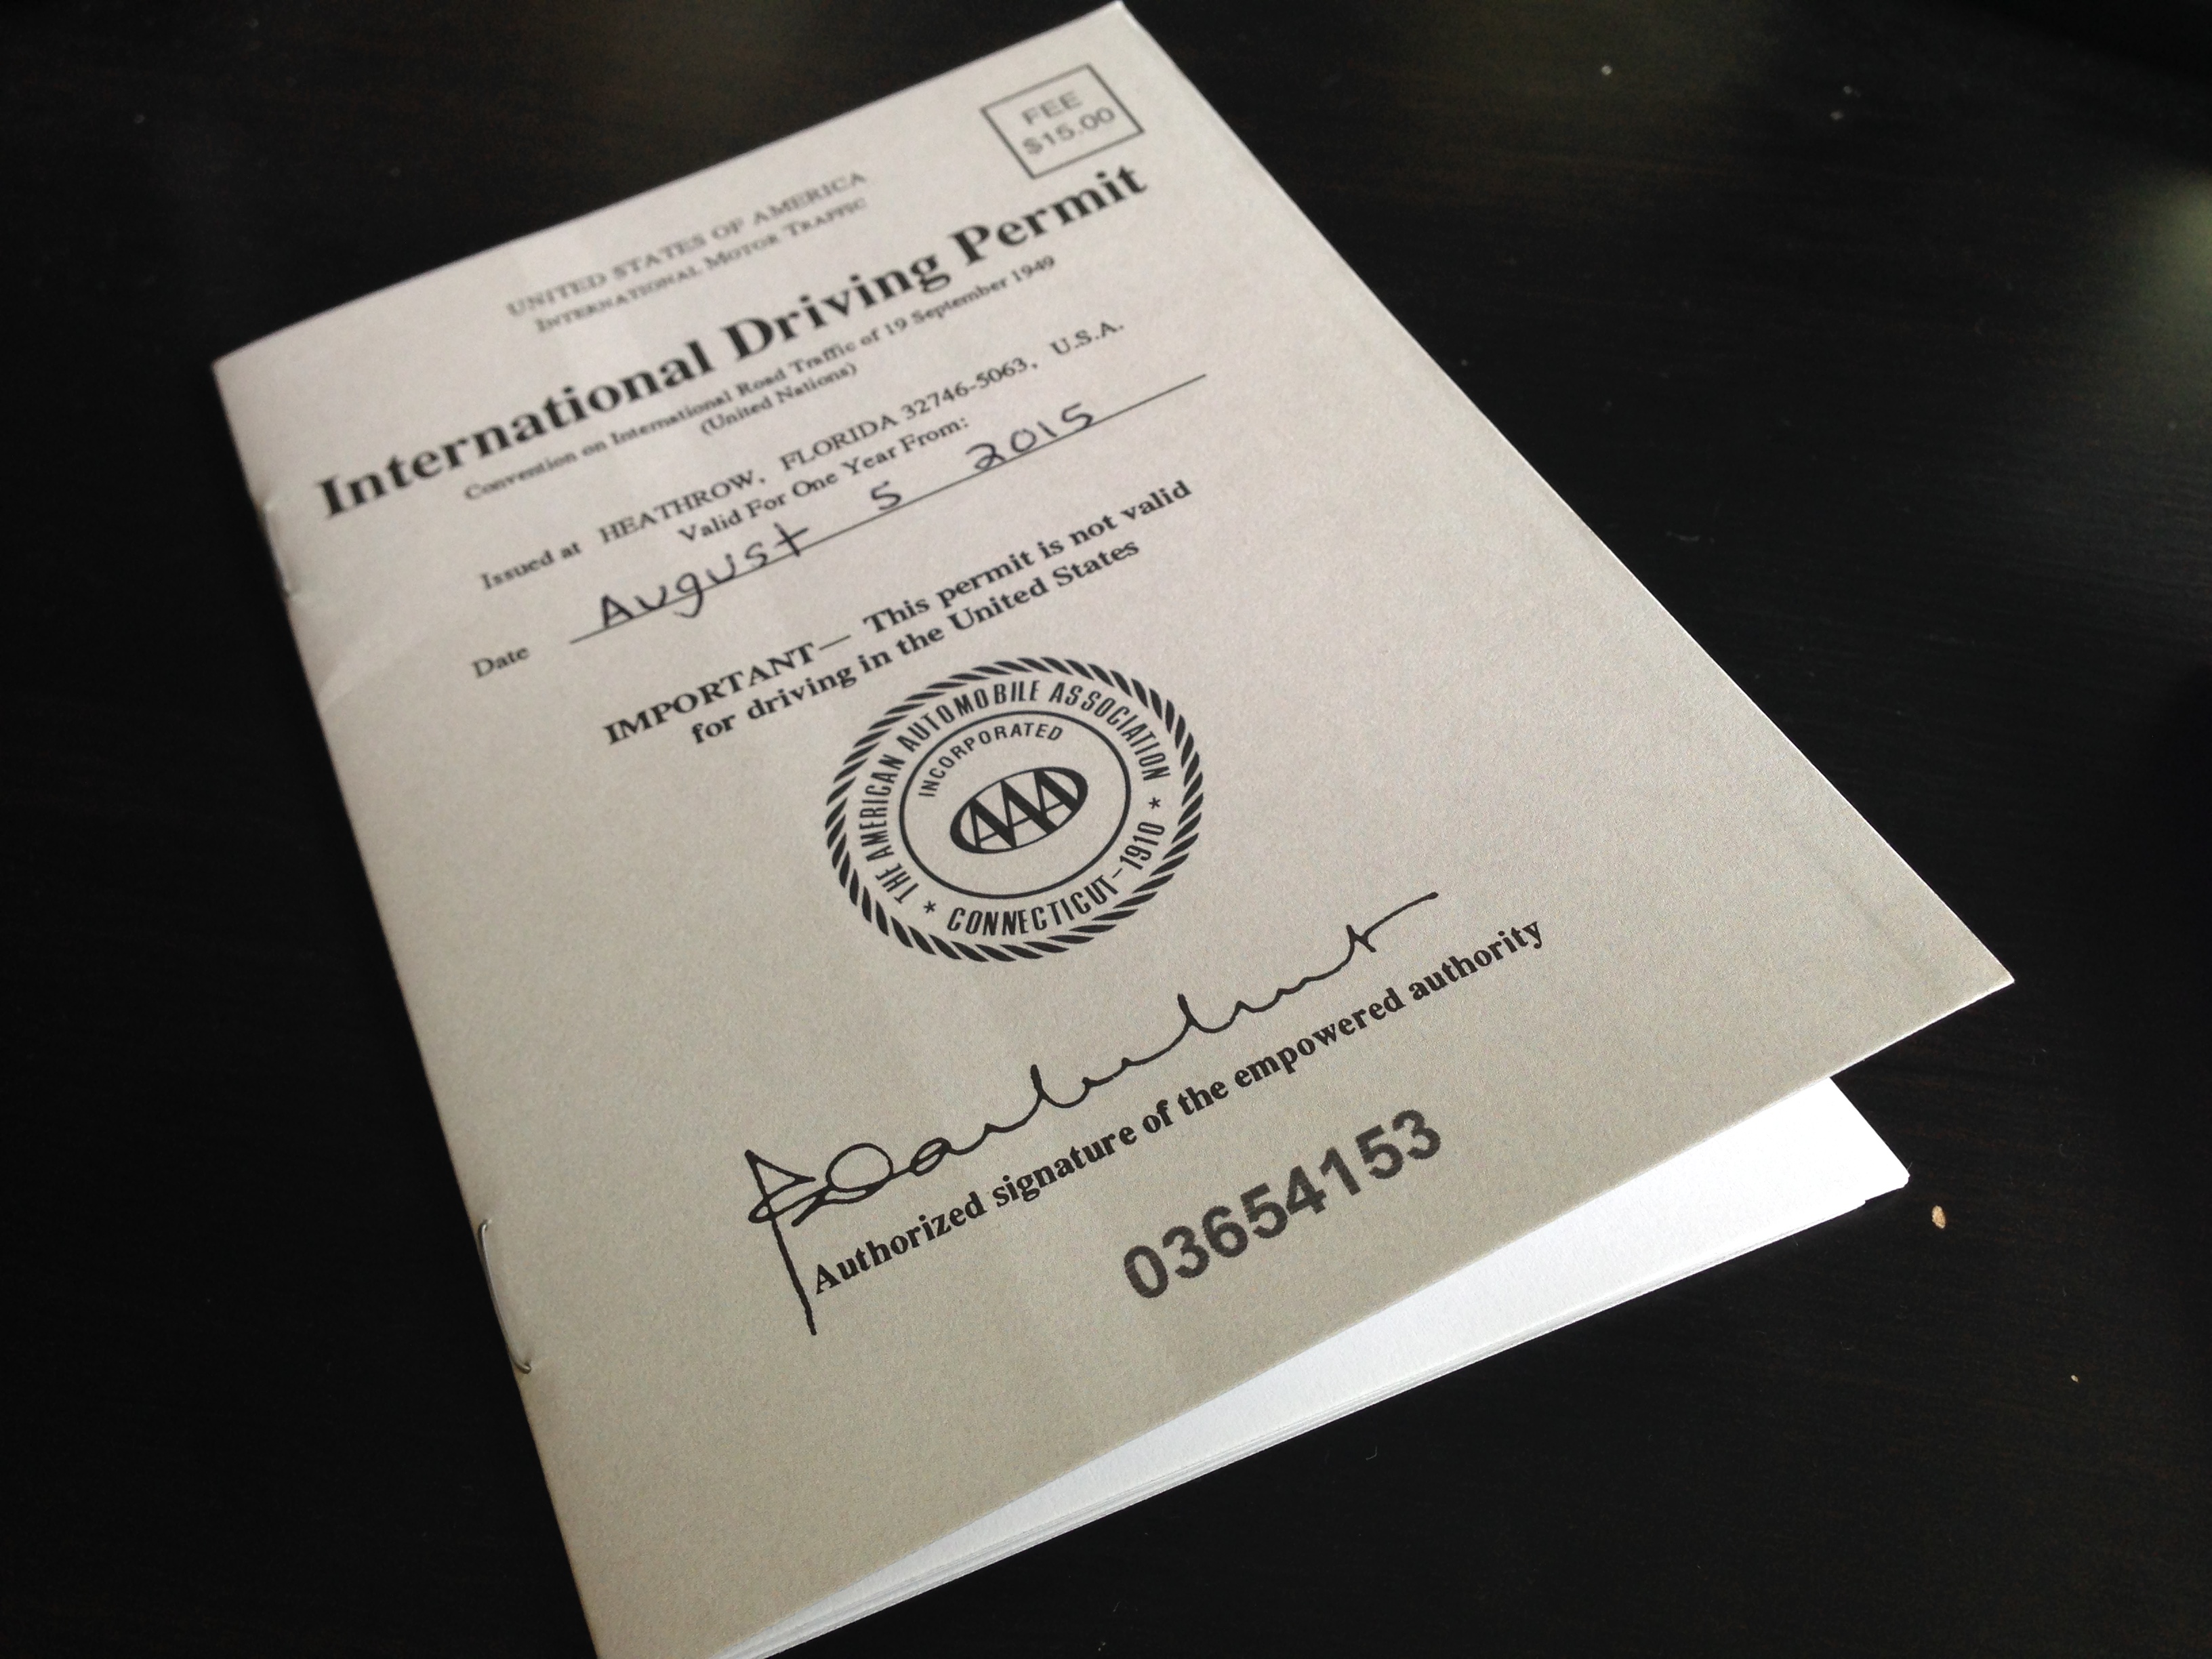 FEE
$15.00
UNITED STATES OF AMERICA
INTERNATIONAL MOTOR TRAFFIC
International Driving Permit
Convention on International Road Traffic of 19 September 1949
(United Nations)
Issued at HEATHROW, FLORIDA 32746-5063, U.S.A.
Valid For One Year From:
Date August 5 2015
IMPORTANT— This permit is not valid
for driving in the United States
THE AMERICAN AUTOMOBILE ASSOCIATION
INCORPORATED
AAA
* CONNECTICUT-1910 *
Authorized signature of the empowered authority
03654153